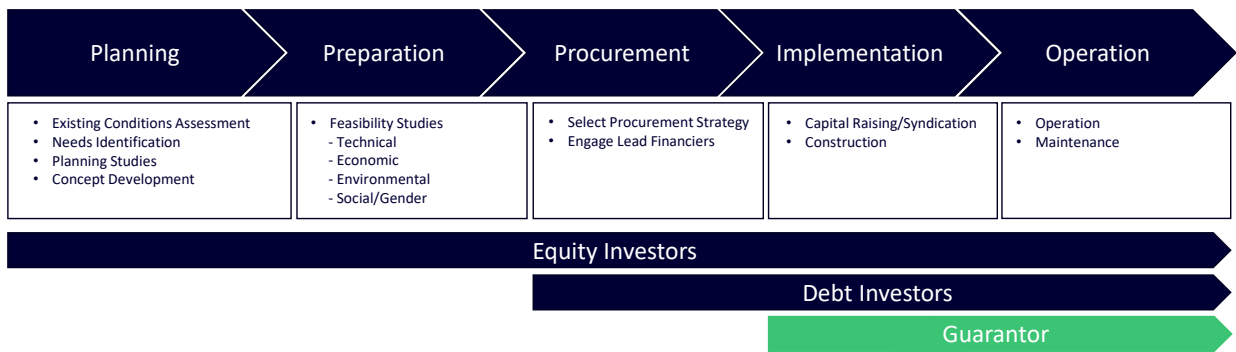 Planning
Preparation
Procurement
Implementation
Operation
• Existing Conditions Assessment
• Needs Identification
• Planning Studies
• Concept Development
• Feasibility Studies
- Technical
- Economic
- Environmental
- Social/Gender
• Select Procurement Strategy
• Engage Lead Financiers
• Capital Raising/Syndication
• Construction
• Operation
• Maintenance
Equity Investors
Debt Investors
Guarantor